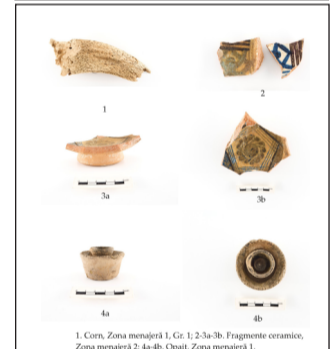 1
2
3a
3b
4a
4b
1. Corn, Zona menajeră 1, Gr. 1; 2-3a-3b. Fragmente ceramice,
Zona menajeră 2; 4a-4b. Opaiț, Zona menajeră 1.